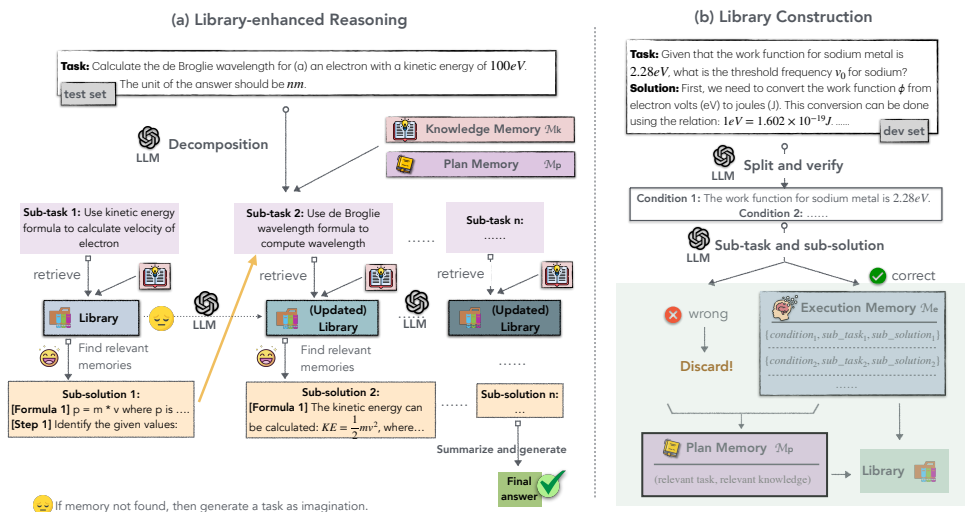 (a) Library-enhanced Reasoning
Task: Calculate the de Broglie wavelength for (a) an electron with a kinetic energy of 100eV.
The unit of the answer should be nm.
test set
LLM
Decomposition
Knowledge Memory Mk
Plan Memory Mp
Sub-task 1: Use kinetic energy
formula to calculate velocity of
electron
Sub-task 2: Use de Broglie
wavelength formula to
compute wavelength
......
Sub-task n:
......
retrieve
retrieve
retrieve
Library
LLM
(Updated)
Library
LLM
(Updated)
Library
Find relevant
memories
Find relevant
memories
......
Sub-solution 1:
[Formula 1] p = m * v where p is ....
[Step 1] Identify the given values:
Sub-solution 2:
[Formula 1] The kinetic energy can
be calculated: KE = 1/2 mv², where...
......
Sub-solution n:
...
Summarize and generate
Final
answer
If memory not found, then generate a task as imagination.
(b) Library Construction
Task: Given that the work function for sodium metal is
2.28eV, what is the threshold frequency ν₀ for sodium?
Solution: First, we need to convert the work function ϕ from
electron volts (eV) to joules (J). This conversion can be done
using the relation: 1eV = 1.602 × 10⁻¹⁹J. ......
dev set
LLM
Split and verify
Condition 1: The work function for sodium metal is 2.28eV.
Condition 2: ......
LLM
Sub-task and sub-solution
correct
wrong
Discard!
Execution Memory Me
{condition₁, sub_task₁, sub_solution₁}
{condition₂, sub_task₂, sub_solution₂}
......
Plan Memory Mp
(relevant task, relevant knowledge)
Library